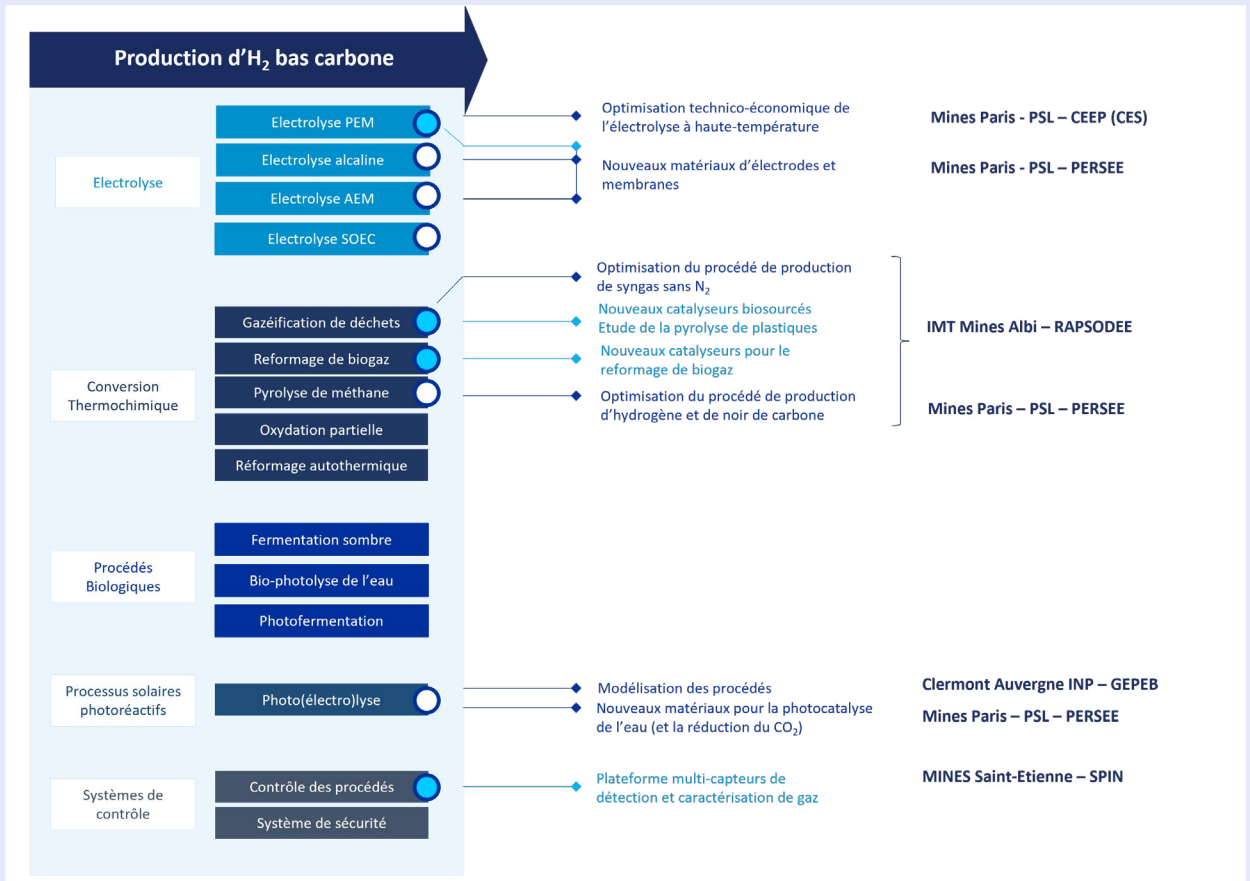 Production d'H₂ bas carbone
Electrolyse
Electrolyse PEM
Electrolyse alcaline
Electrolyse AEM
Electrolyse SOEC
Optimisation technico-économique de
l'électrolyse à haute-température
Nouveaux matériaux d'électrodes et
membranes
Mines Paris - PSL – CEEP (CES)
Mines Paris - PSL – PERSEE
Conversion
Thermochimique
Gazéification de déchets
Reformage de biogaz
Pyrolyse de méthane
Oxydation partielle
Réformage autothermique
Optimisation du procédé de production
de syngas sans N₂
Nouveaux catalyseurs biosourcés
Etude de la pyrolyse de plastiques
Nouveaux catalyseurs pour le
reformage de biogaz
Optimisation du procédé de production
d'hydrogène et de noir de carbone
IMT Mines Albi – RAPSODEE
Mines Paris – PSL – PERSEE
Procédés
Biologiques
Fermentation sombre
Bio-photolyse de l'eau
Photofermentation
Processus solaires
photoréactifs
Photo(électro)lyse
Modélisation des procédés
Nouveaux matériaux pour la photocatalyse
de l'eau (et la réduction du CO₂)
Clermont Auvergne INP – GEPEB
Mines Paris – PSL – PERSEE
Systèmes de
contrôle
Contrôle des procédés
Système de sécurité
Plateforme multi-capteurs de
détection et caractérisation de gaz
MINES Saint-Etienne – SPIN